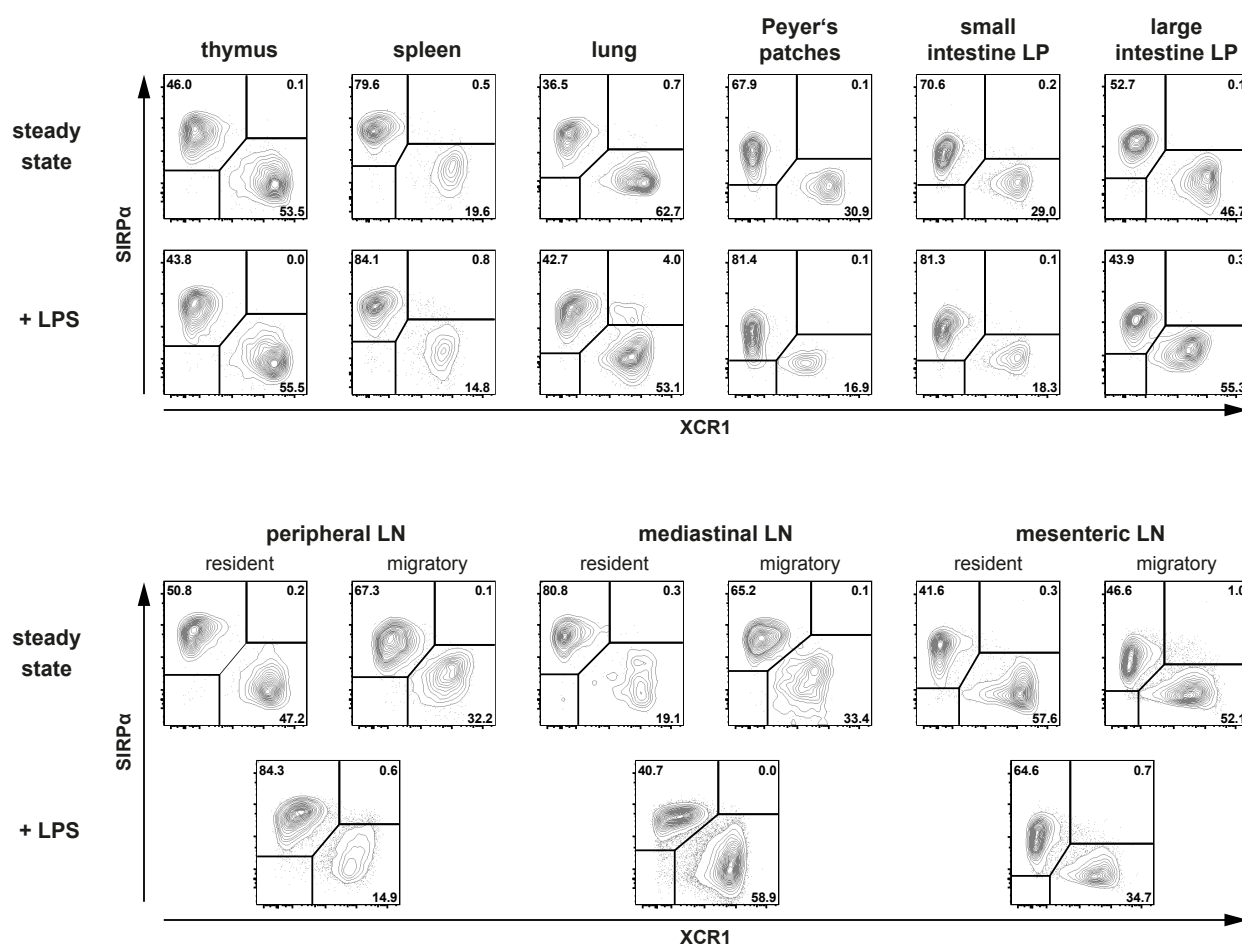 thymus
spleen
lung
Peyer‘s
patches
small
intestine LP
large
intestine LP
steady
state
46.0 0.1
53.5
79.6 0.5
19.6
36.5 0.7
62.7
67.9 0.1
30.9
70.6 0.2
29.0
52.7 0.1
46.7
SIRPα
+ LPS
43.8 0.0
55.5
84.1 0.8
14.8
42.7 4.0
53.1
81.4 0.1
16.9
81.3 0.1
18.3
43.9 0.3
55.3
XCR1
peripheral LN
mediastinal LN
mesenteric LN
resident migratory
resident migratory
resident migratory
steady
state
50.8 0.2
47.2
67.3 0.1
32.2
80.8 0.3
19.1
65.2 0.1
33.4
41.6 0.3
57.6
46.6 1.0
52.1
SIRPα
+ LPS
84.3 0.6
14.9
40.7 0.0
58.9
64.6 0.7
34.7
XCR1